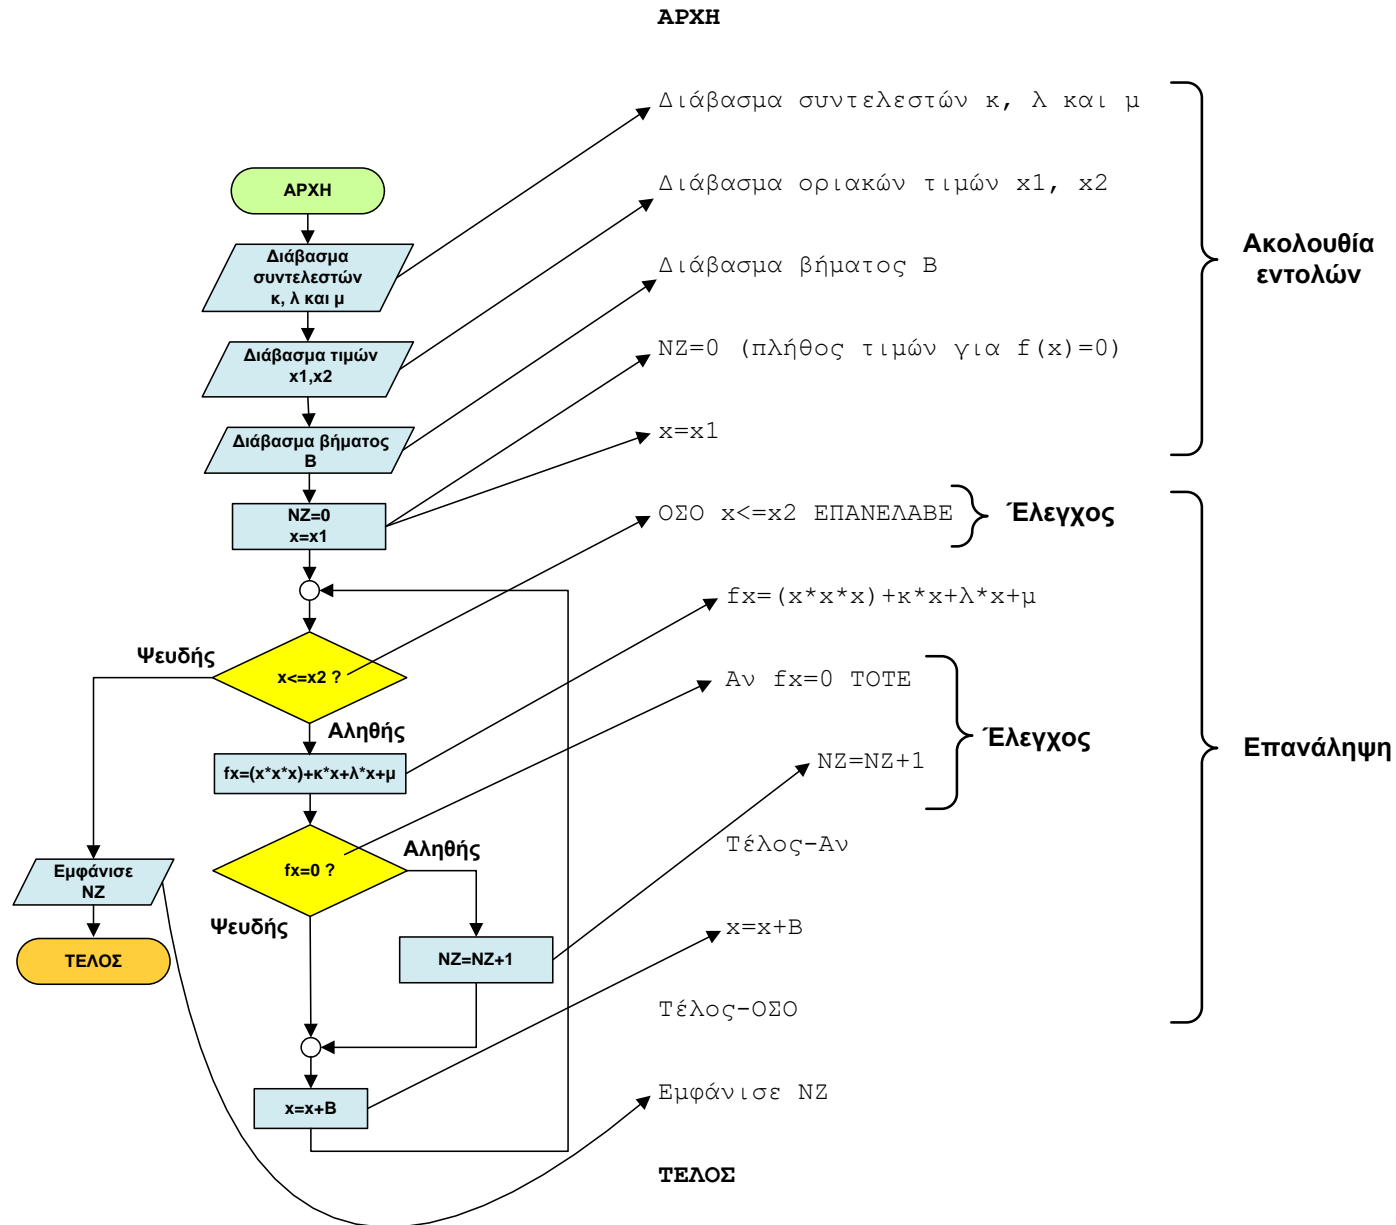 ΑΡΧΗ
Διάβασμα συντελεστών κ, λ και μ
Διάβασμα οριακών τιμών x1, x2
Διάβασμα βήματος Β
NZ=0 (πλήθος τιμών για f(x)=0)
x=x1
ΟΣΟ x<=x2 ΕΠΑΝΕΛΑΒΕ
fx=(x*x*x)+κ*x+λ*x+μ
Αν fx=0 ΤΟΤΕ
NZ=NZ+1
Τέλος-Αν
x=x+B
Τέλος-ΟΣΟ
Εμφάνισε NZ
ΤΕΛΟΣ
Ακολουθία
εντολών
Έλεγχος
Έλεγχος
Επανάληψη
ΑΡΧΗ
Διάβασμα
συντελεστών
κ, λ και μ
Διάβασμα τιμών
x1,x2
Διάβασμα βήματος
Β
NZ=0
x=x1
Ψευδής
x<=x2 ?
Αληθής
fx=(x*x*x)+κ*x+λ*x+μ
fx=0 ?
Αληθής
Ψευδής
NZ=NZ+1
x=x+B
Εμφάνισε
NZ
ΤΕΛΟΣ